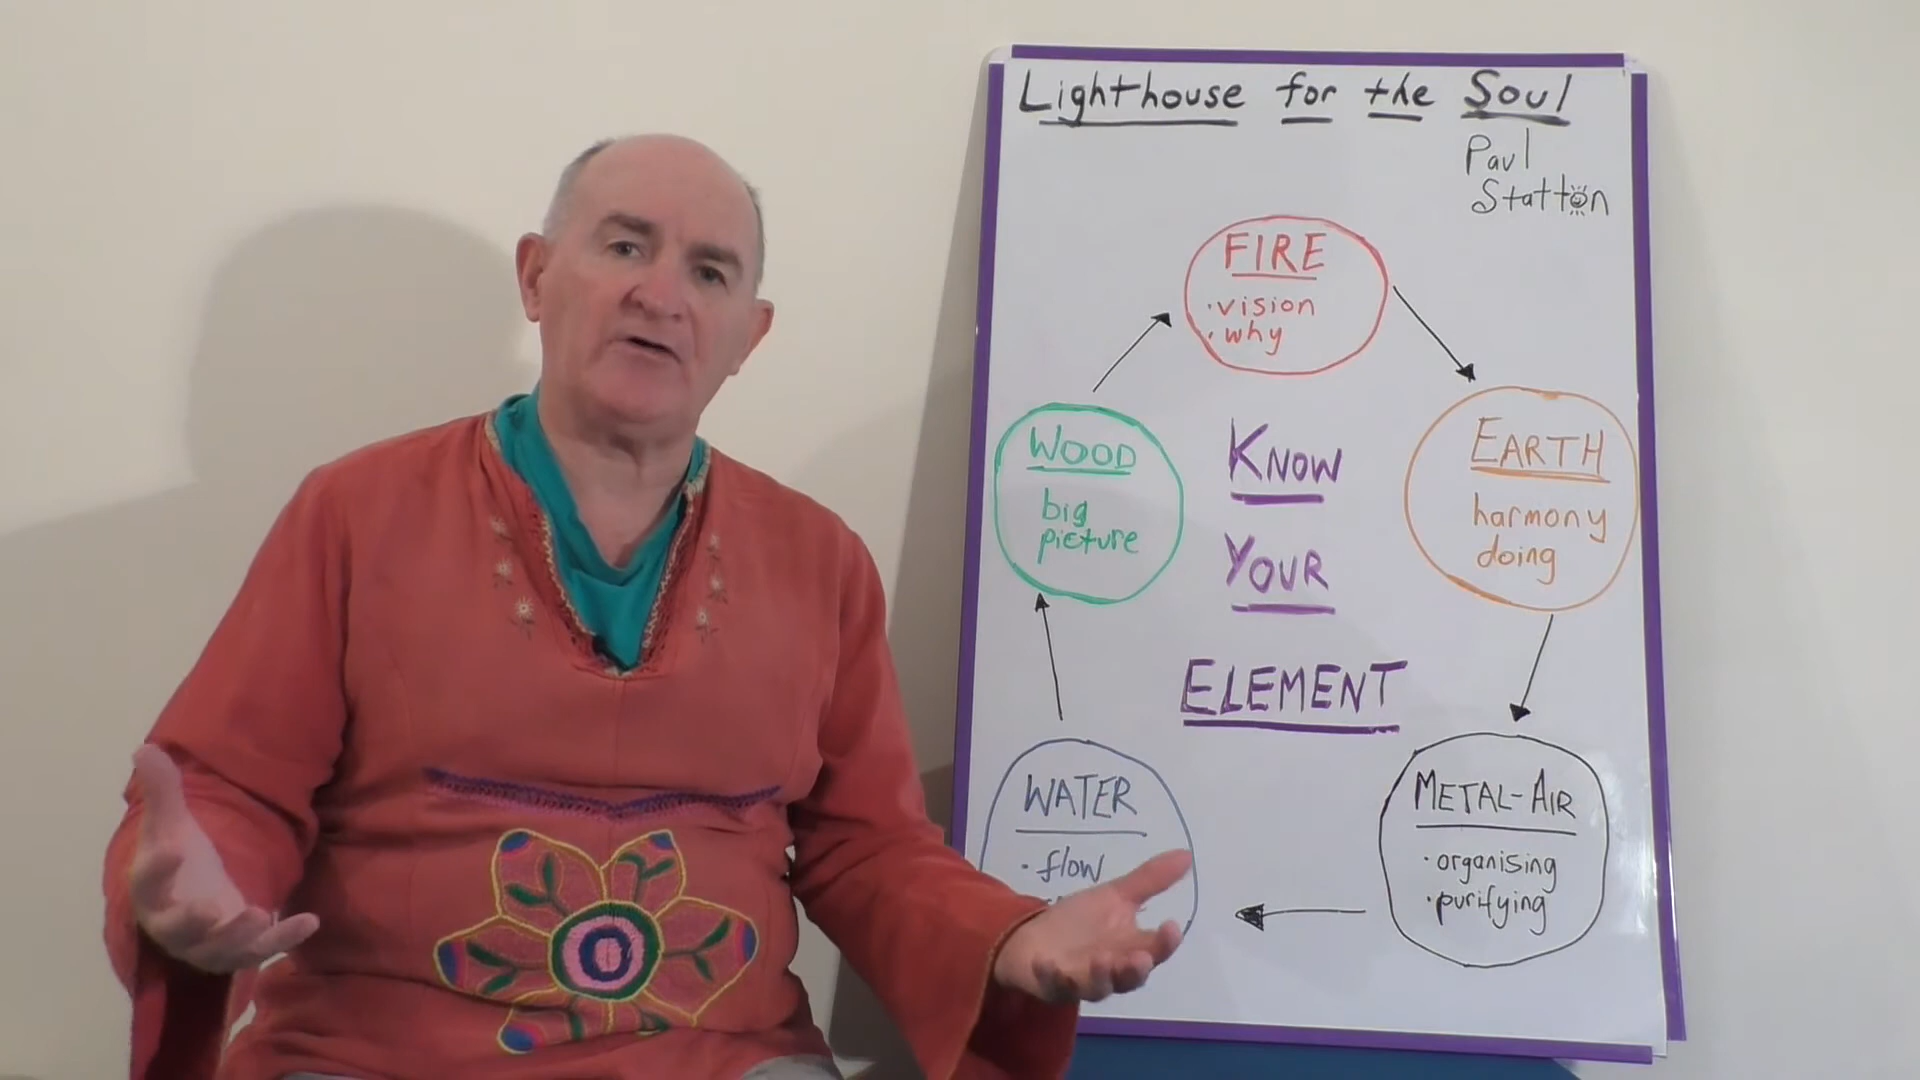 Lighthouse for the Soul
Paul
Statton
FIRE
·vision
·why
WOOD
big
picture
KNOW
YOUR
ELEMENT
EARTH
harmony
doing
WATER
·flow
METAL-AIR
·organising
·purifying